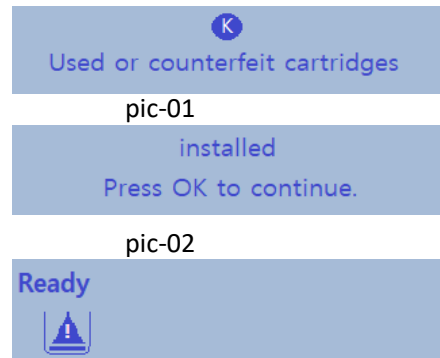 K
Used or counterfeit cartridges
pic-01
installed
Press OK to continue.
pic-02
Ready
!